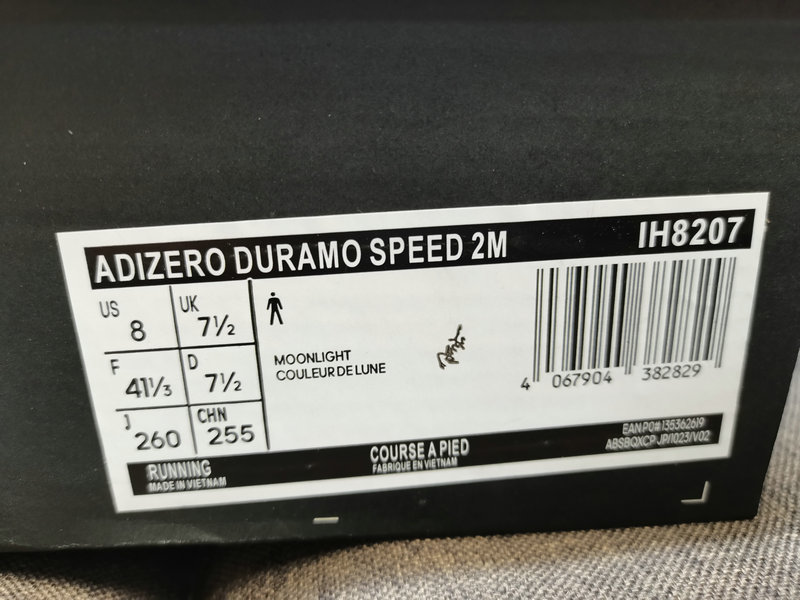 ADIZERO DURAMO SPEED 2M
IH8207
US 8
UK 7½
F 41⅓
D 7½
J 260
CHN 255
MOONLIGHT
COULEUR DE LUNE
4 067904 382829
RUNNING
MADE IN VIETNAM
COURSE A PIED
FABRIQUE EN VIETNAM
EAN PO# 135362619
ABSBQXCP JP/1023/V02